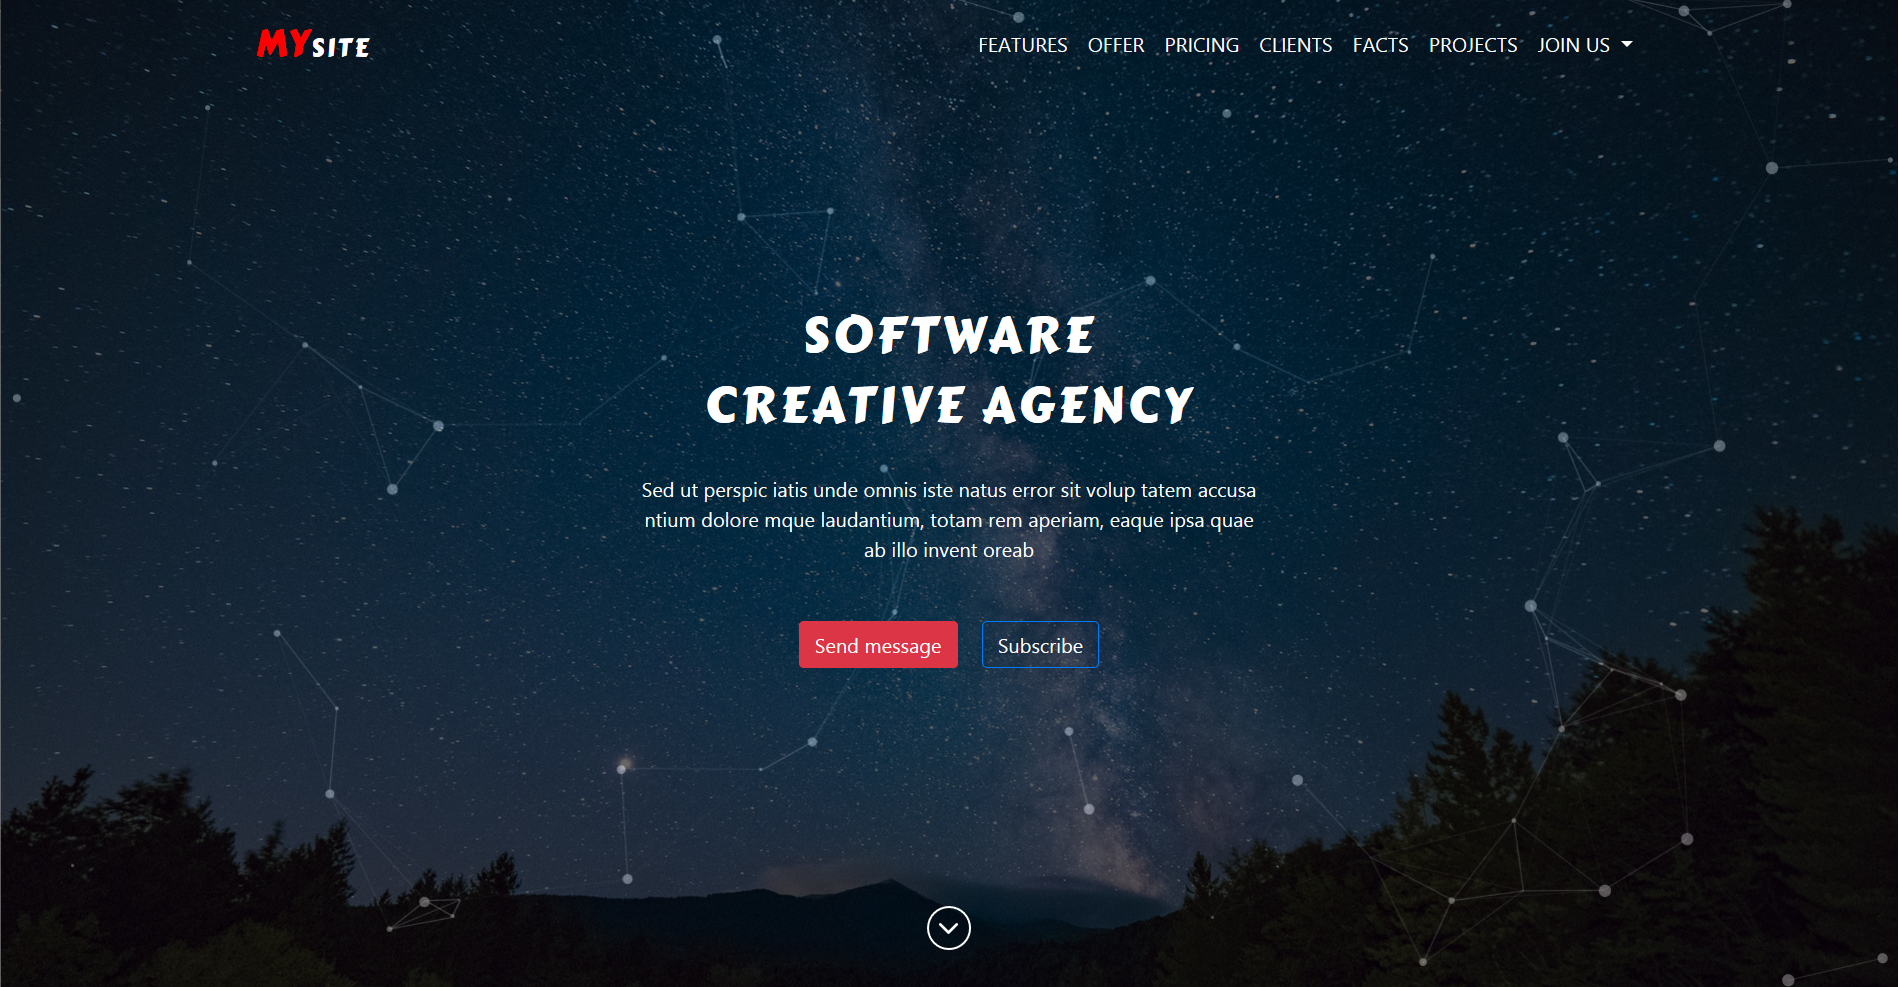 MYSITE
FEATURES OFFER PRICING CLIENTS FACTS PROJECTS JOIN US
SOFTWARE
CREATIVE AGENCY
Sed ut perspic iatis unde omnis iste natus error sit volup tatem accusa
ntium dolore mque laudantium, totam rem aperiam, eaque ipsa quae
ab illo invent oreab
Send message Subscribe